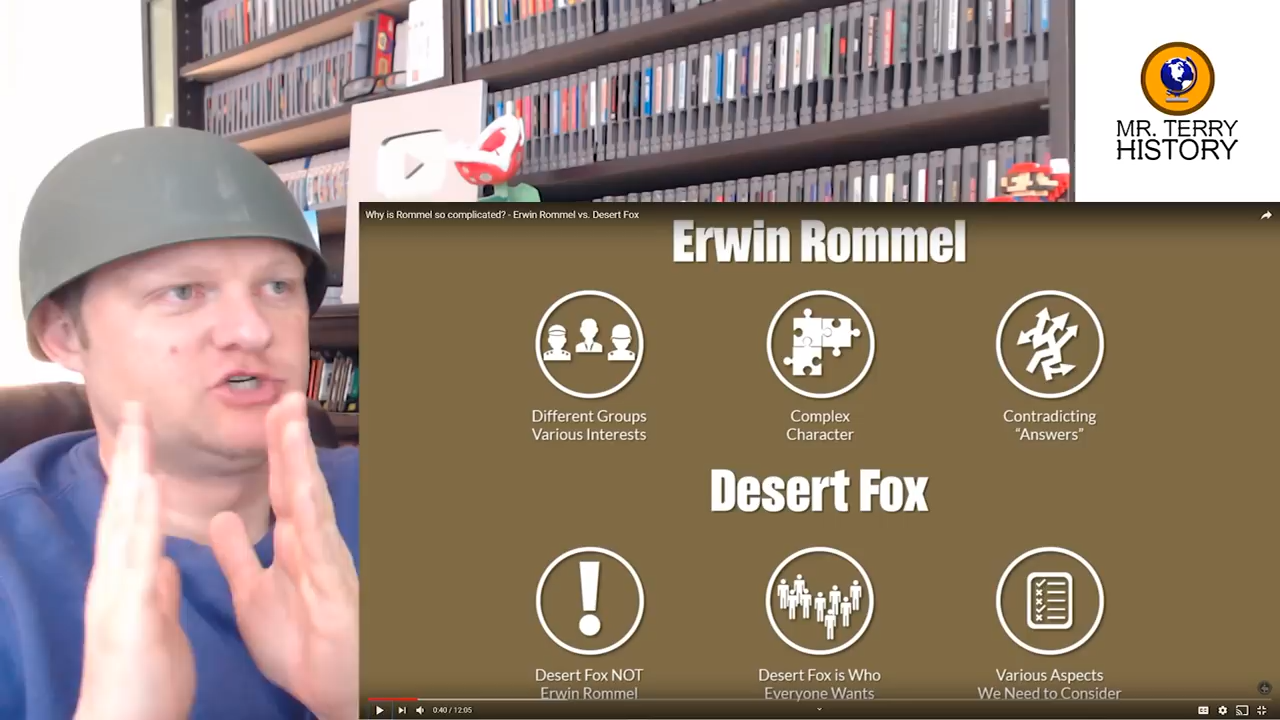 MR. TERRY
HISTORY
Why is Rommel so complicated? - Erwin Rommel vs. Desert Fox
Erwin Rommel
Different Groups
Various Interests
Complex
Character
Contradicting
“Answers”
Desert Fox
Desert Fox NOT
Erwin Rommel
Desert Fox is Who
Everyone Wants
Various Aspects
We Need to Consider
0:40 / 12:05